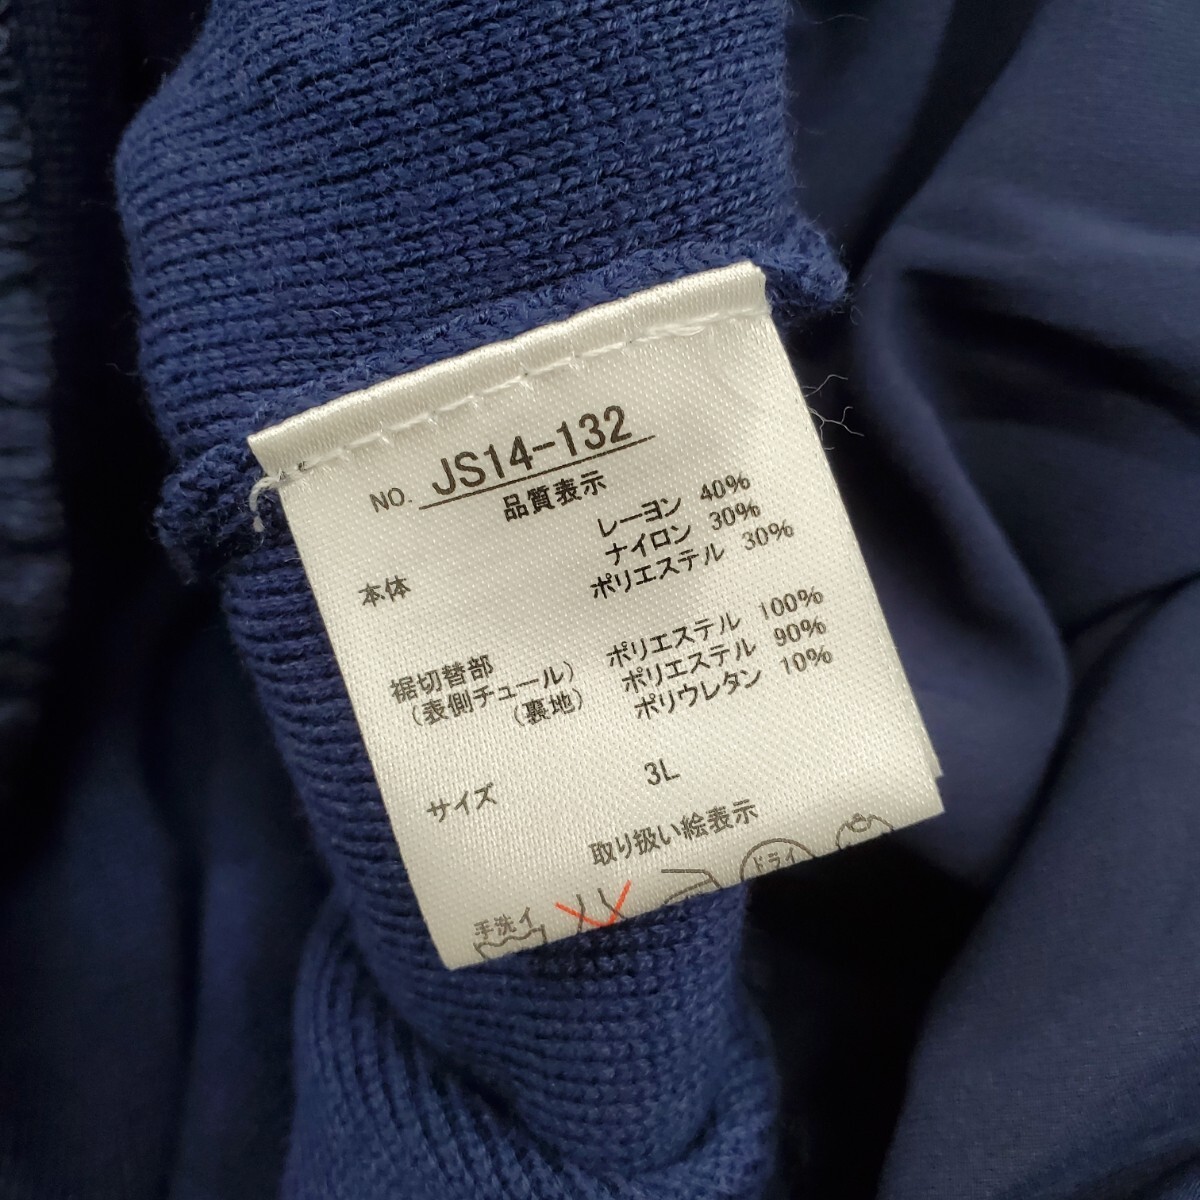 NO. JS14-132
品質表示
本体 レーヨン 40%
ナイロン 30%
ポリエステル 30%
裾切替部
(表側チュール) ポリエステル 100%
(裏地) ポリエステル 90%
ポリウレタン 10%
サイズ 3L
取り扱い絵表示
手洗イ
ドライ